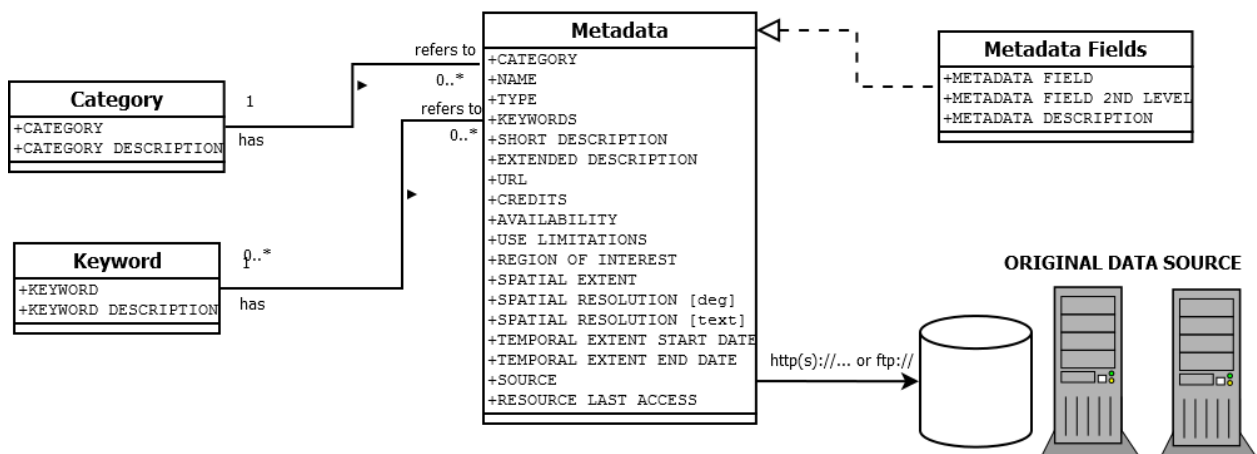 Metadata
+CATEGORY
+NAME
+TYPE
+KEYWORDS
+SHORT DESCRIPTION
+EXTENDED DESCRIPTION
+URL
+CREDITS
+AVAILABILITY
+USE LIMITATIONS
+REGION OF INTEREST
+SPATIAL EXTENT
+SPATIAL RESOLUTION [deg]
+SPATIAL RESOLUTION [text]
+TEMPORAL EXTENT START DATE
+TEMPORAL EXTENT END DATE
+SOURCE
+RESOURCE LAST ACCESS
refers to
0..*
refers to
0..*
Category
+CATEGORY
+CATEGORY DESCRIPTION
1
has
Keyword
+KEYWORD
+KEYWORD DESCRIPTION
0..*
1
has
Metadata Fields
+METADATA FIELD
+METADATA FIELD 2ND LEVEL
+METADATA DESCRIPTION
ORIGINAL DATA SOURCE
http(s)://... or ftp://